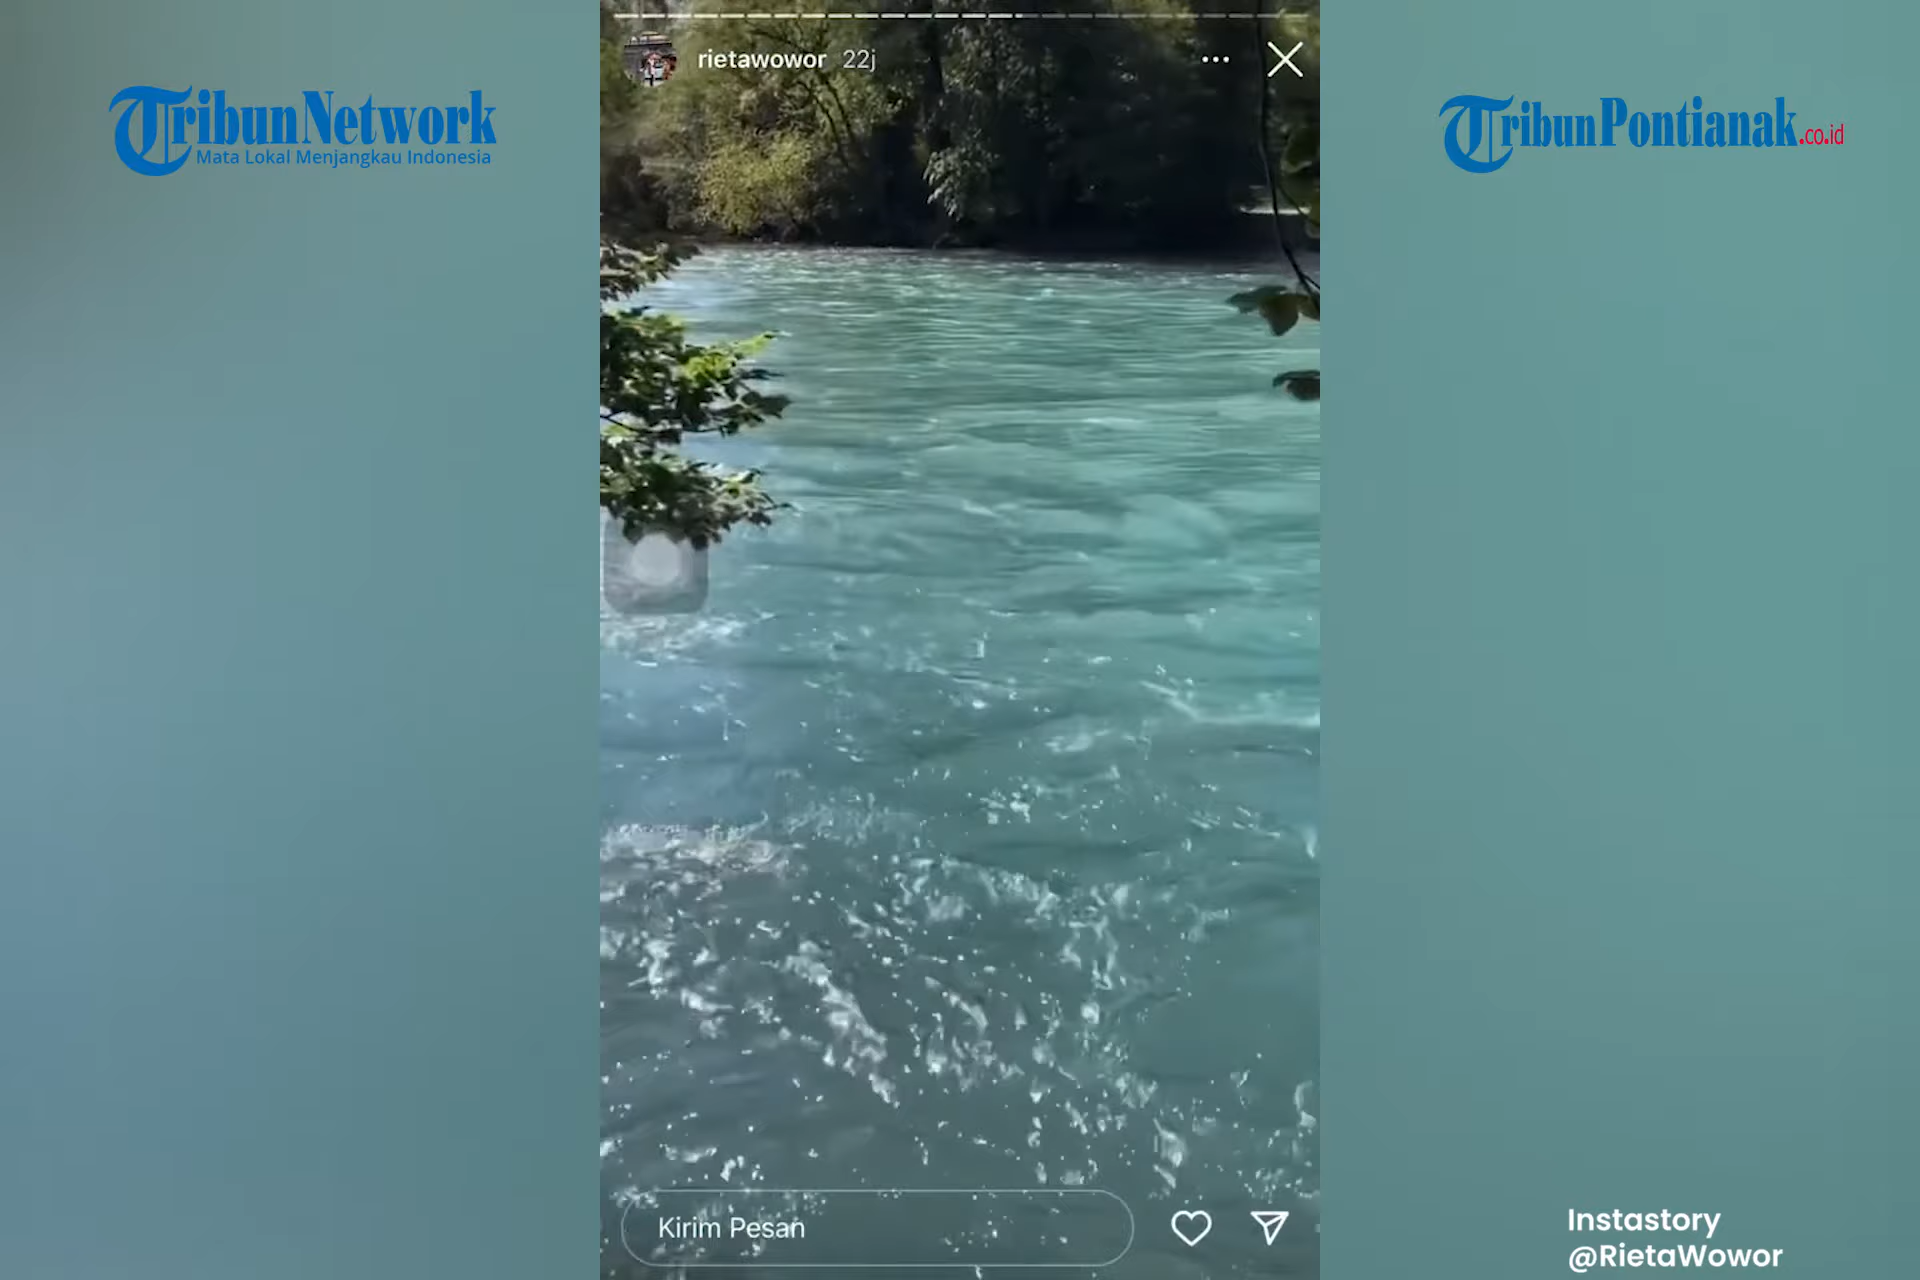 rietawowor 22j
TribunNetwork
Mata Lokal Menjangkau Indonesia
TribunPontianak.co.id
Kirim Pesan
Instastory
@RietaWowor